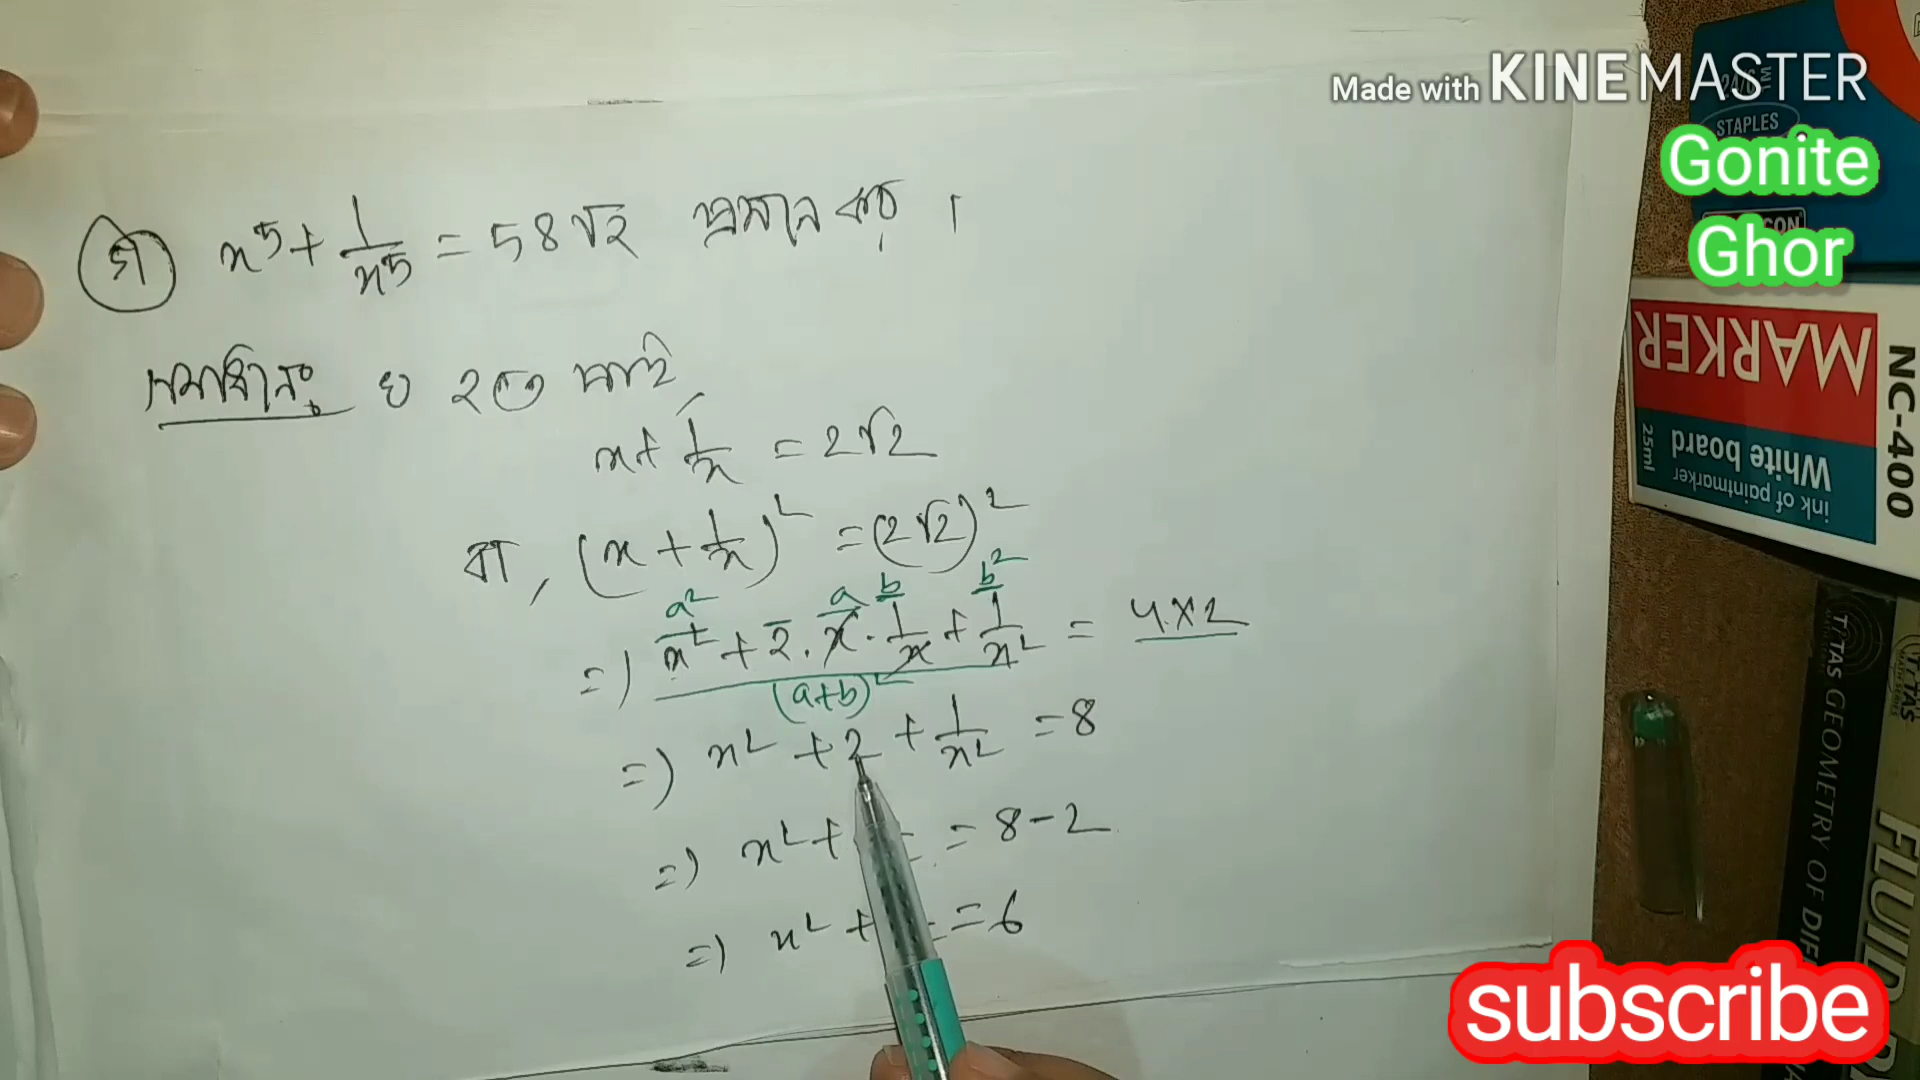 Made with KINEMASTER
Gonite
Ghor
গ x⁵ + 1/x⁵ = 58√2 প্রমান কর।
সমাধানঃ ঘ হতে পাই,
x + 1/x = 2√2
বা, (x + 1/x)² = (2√2)²
a² a b b²
=) x² + 2 . x . 1/x + 1/x² = 4×2
(a+b)²
=) x² + 2 + 1/x² = 8
=) x² + = 8-2
=) x² + = 6
STAPLES
MARKER
NC-400
White board
25ml
ink of paintmarker
TITAS GEOMETRY OF
FLUID
subscribe